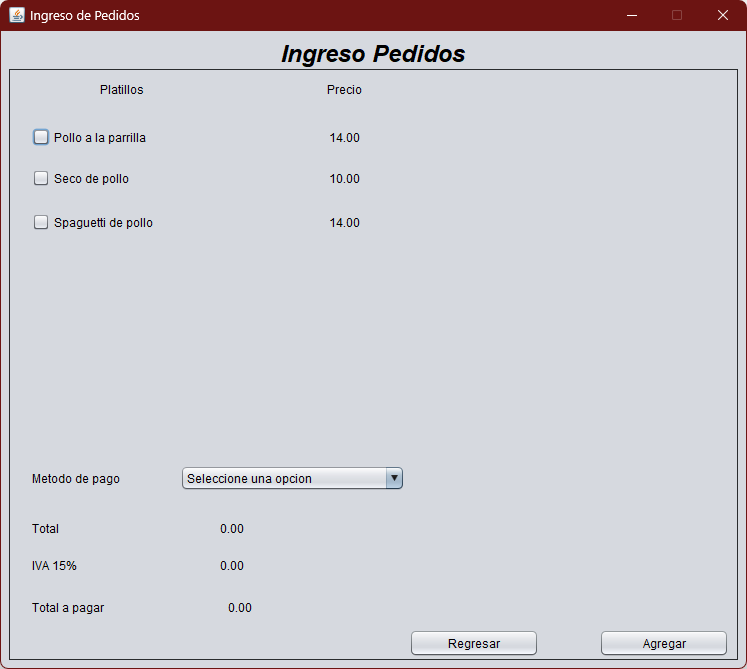 Ingreso de Pedidos
Ingreso Pedidos
Platillos Precio
Pollo a la parrilla 14.00
Seco de pollo 10.00
Spaguetti de pollo 14.00
Metodo de pago Seleccione una opcion
Total 0.00
IVA 15% 0.00
Total a pagar 0.00
Regresar Agregar